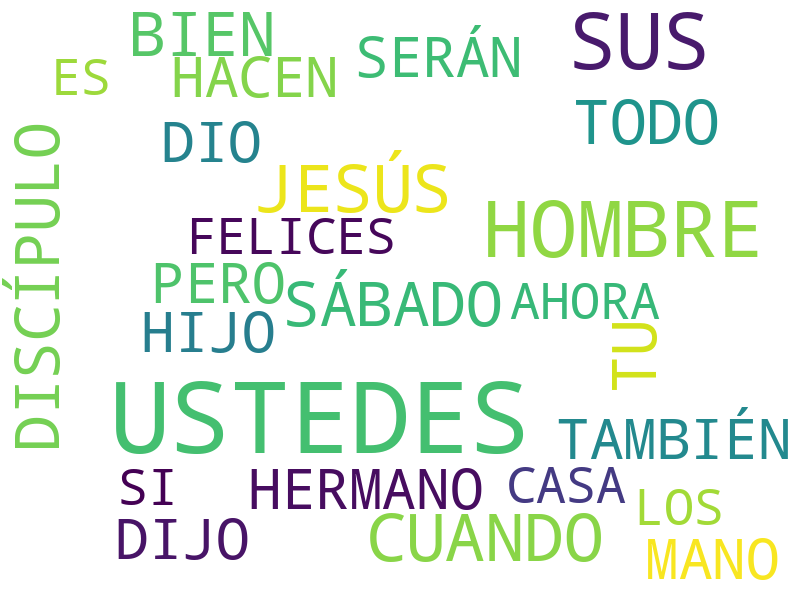 BIEN
SUS
SERÁN
ES
HACEN
TODO
DIO
DISCÍPULO
JESÚS
HOMBRE
FELICES
PERO
SÁBADO
AHORA
HIJO
TU
USTEDES
TAMBIÉN
SI
HERMANO
CASA
LOS
DIJO
CUANDO
MANO